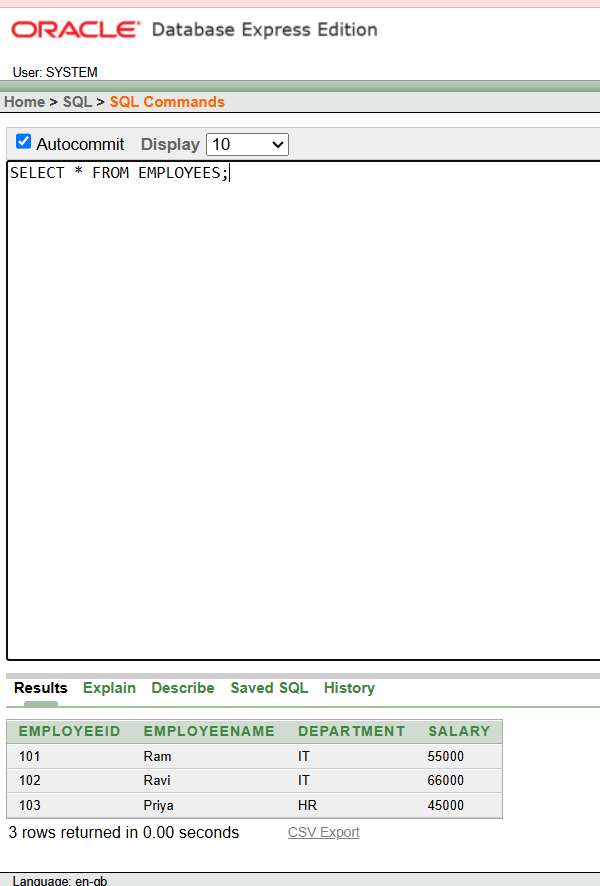 ORACLE Database Express Edition
User: SYSTEM
Home > SQL > SQL Commands
Autocommit Display 10
SELECT * FROM EMPLOYEES;
Results Explain Describe Saved SQL History
EMPLOYEEID EMPLOYEENAME DEPARTMENT SALARY
101 Ram IT 55000
102 Ravi IT 66000
103 Priya HR 45000
3 rows returned in 0.00 seconds CSV Export
Language: en-gb